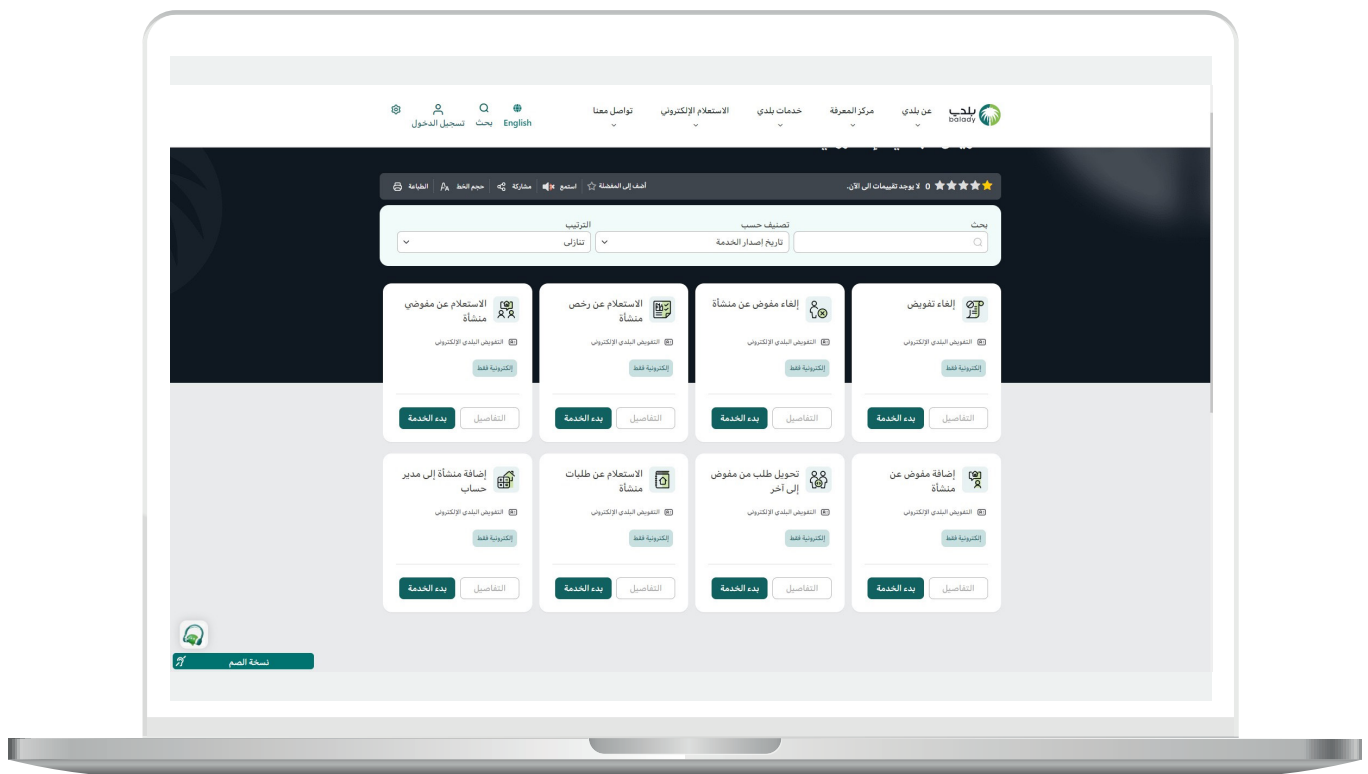 بلدي
balady
عن بلدي
مركز المعرفة
خدمات بلدي
الاستعلام الإلكتروني
تواصل معنا
English
بحث
تسجيل الدخول
0 لا يوجد تقييمات الى الآن.
أضف إلى المفضلة
استمع
مشاركة
حجم الخط
الطباعة
بحث
تصنيف حسب
الترتيب
تاريخ إصدار الخدمة
تنازلى
إلغاء تفويض
التفويض البلدي الإلكتروني
إلكترونية فقط
التفاصيل
بدء الخدمة
إلغاء مفوض عن منشأة
التفويض البلدي الإلكتروني
إلكترونية فقط
التفاصيل
بدء الخدمة
الاستعلام عن رخص
منشأة
التفويض البلدي الإلكتروني
إلكترونية فقط
التفاصيل
بدء الخدمة
الاستعلام عن مفوضي
منشأة
التفويض البلدي الإلكتروني
إلكترونية فقط
التفاصيل
بدء الخدمة
إضافة مفوض عن
منشأة
التفويض البلدي الإلكتروني
إلكترونية فقط
التفاصيل
بدء الخدمة
تحويل طلب من مفوض
إلى آخر
التفويض البلدي الإلكتروني
إلكترونية فقط
التفاصيل
بدء الخدمة
الاستعلام عن طلبات
منشأة
التفويض البلدي الإلكتروني
إلكترونية فقط
التفاصيل
بدء الخدمة
إضافة منشأة إلى مدير
حساب
التفويض البلدي الإلكتروني
إلكترونية فقط
التفاصيل
بدء الخدمة
نسخة الصم